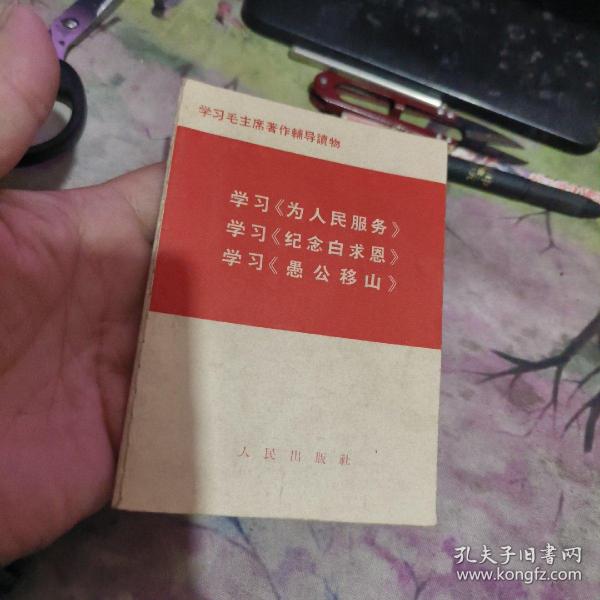 学习毛主席著作輔导讀物
学习《为人民服务》
学习《纪念白求恩》
学习《愚公移山》
人民出版社
孔夫子旧書网
www.kongfz.com